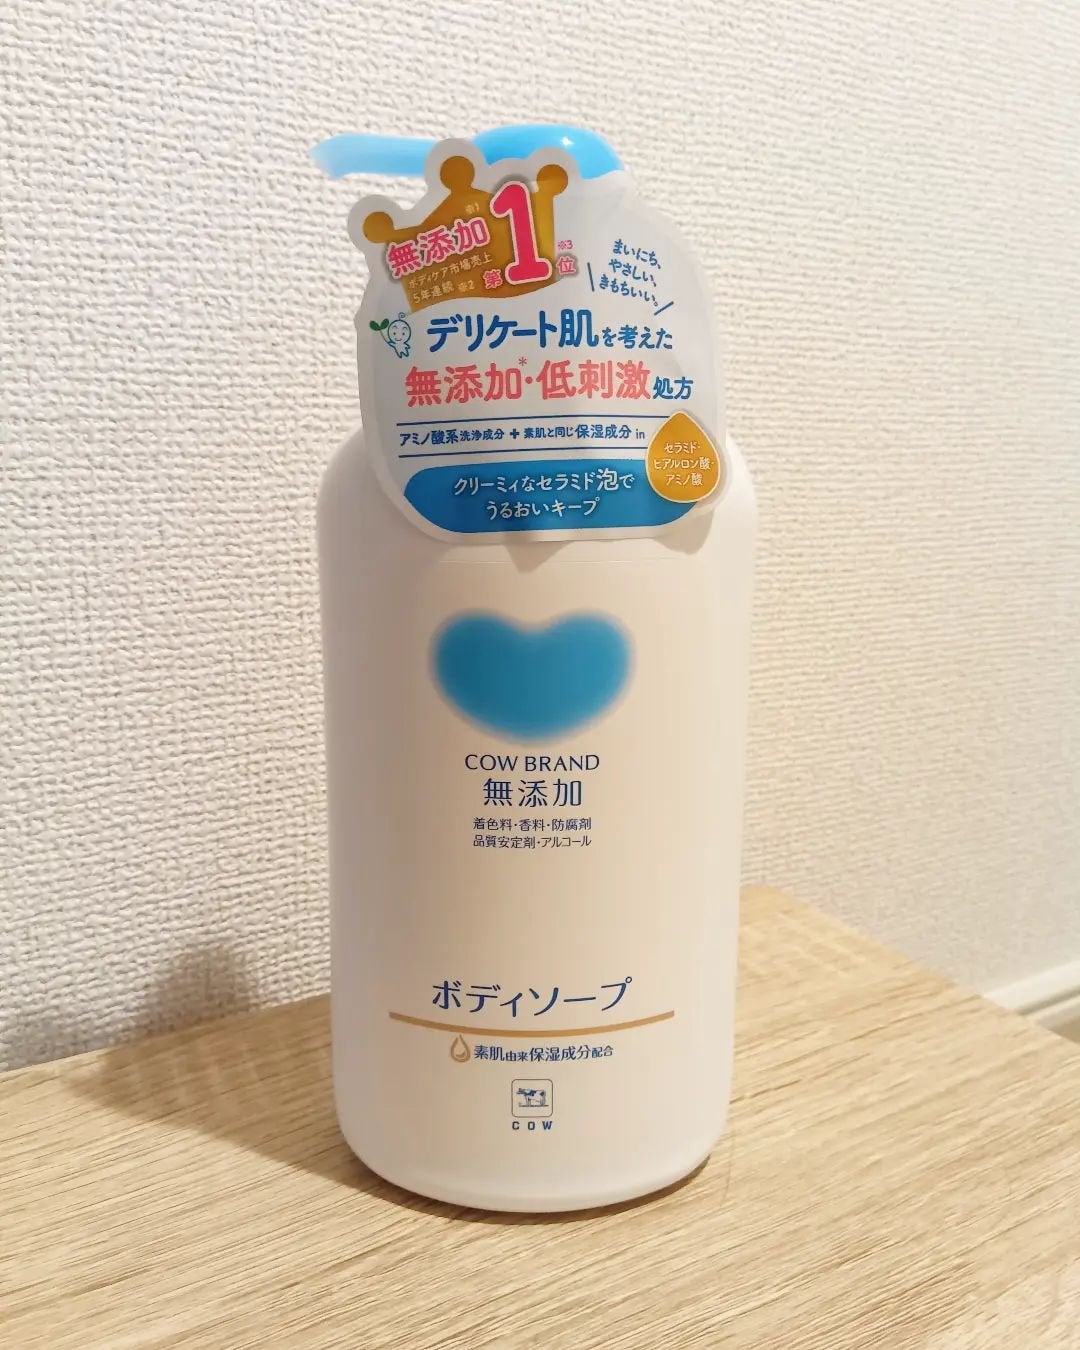 無添加※1
ボディケア市場売上
5年連続※2
第1位※3
まいにち、
やさしい、
きもちいい。
デリケート肌を考えた
無添加*・低刺激処方
アミノ酸系洗浄成分+素肌と同じ保湿成分in
セラミド・
ヒアルロン酸・
アミノ酸
クリーミィなセラミド泡で
うるおいキープ
COW BRAND
無添加
着色料・香料・防腐剤
品質安定剤・アルコール
ボディソープ
素肌由来保湿成分配合
COW